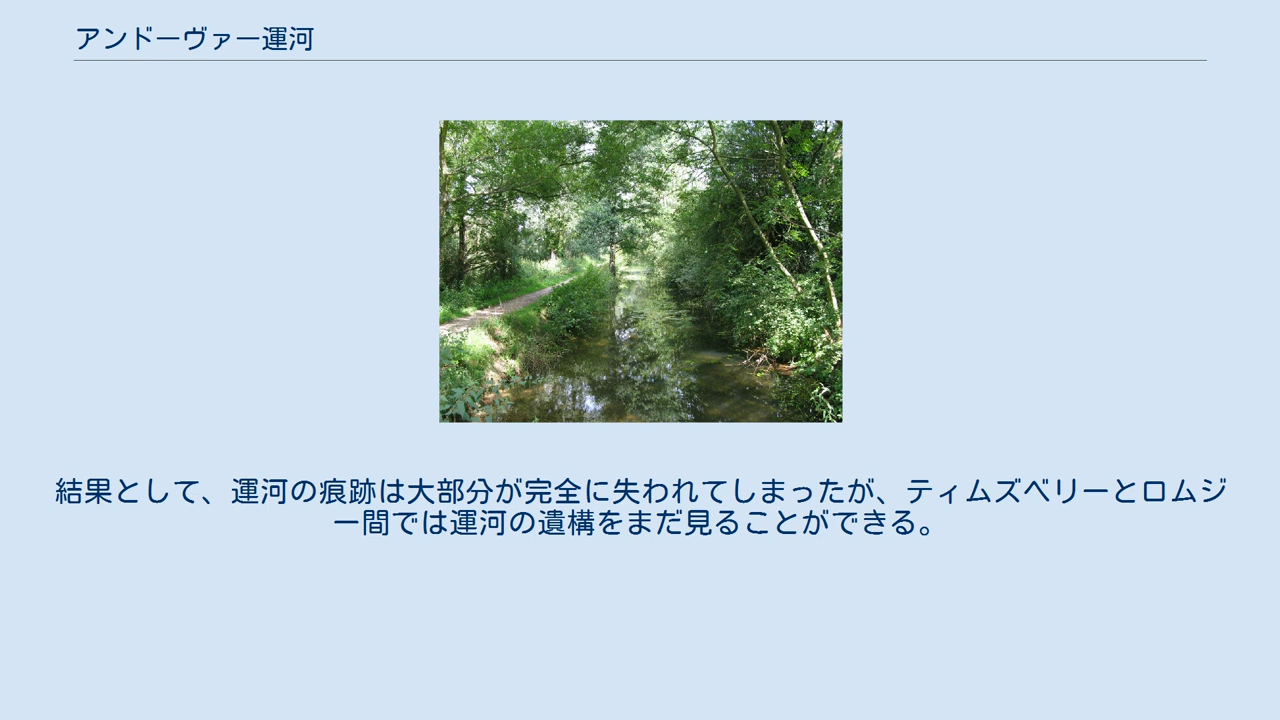 アンドーヴァー運河
結果として、運河の痕跡は大部分が完全に失われてしまったが、ティムズベリーとロムジ
ー間では運河の遺構をまだ見ることができる。